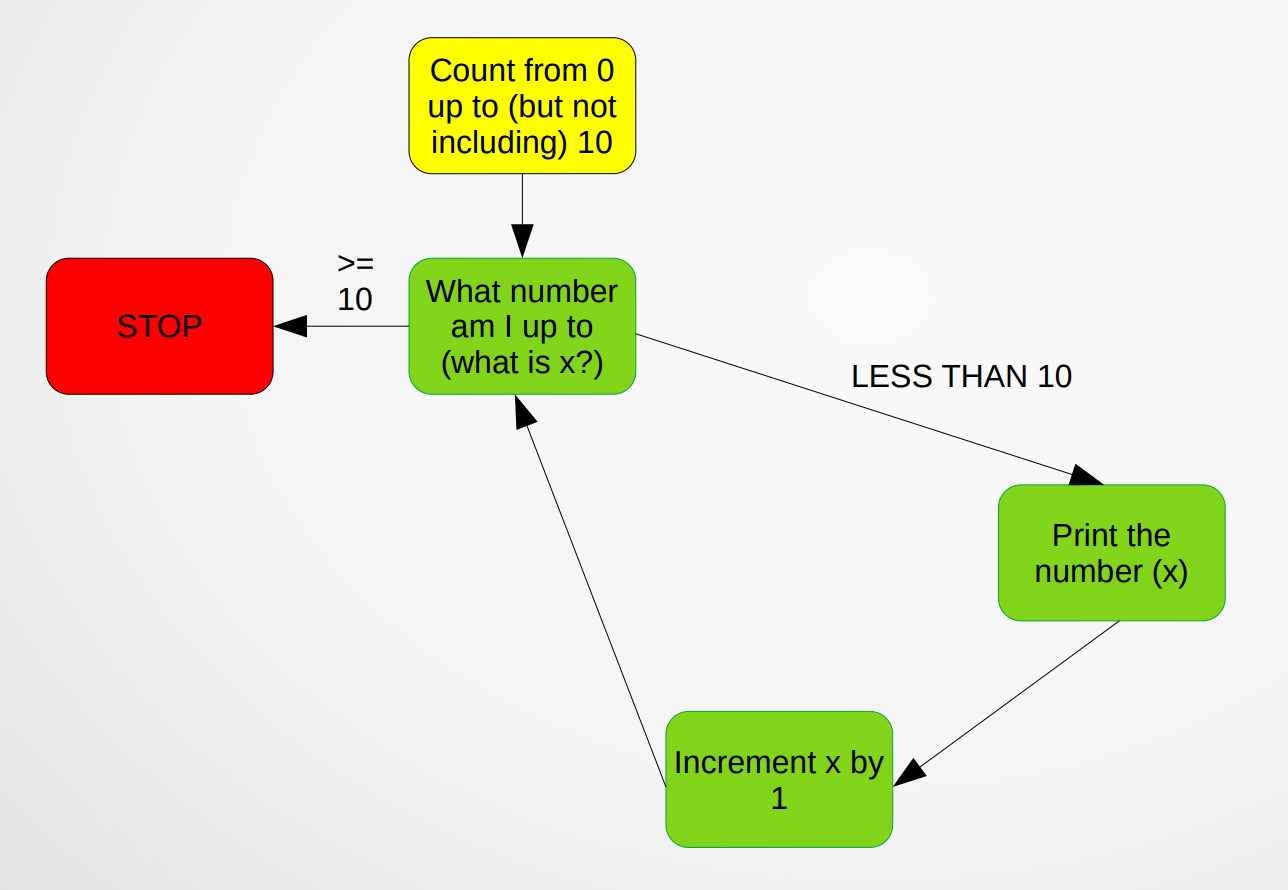 Count from 0
up to (but not
including) 10
>=
10
What number
am I up to
(what is x?)
STOP
LESS THAN 10
Print the
number (x)
Increment x by
1